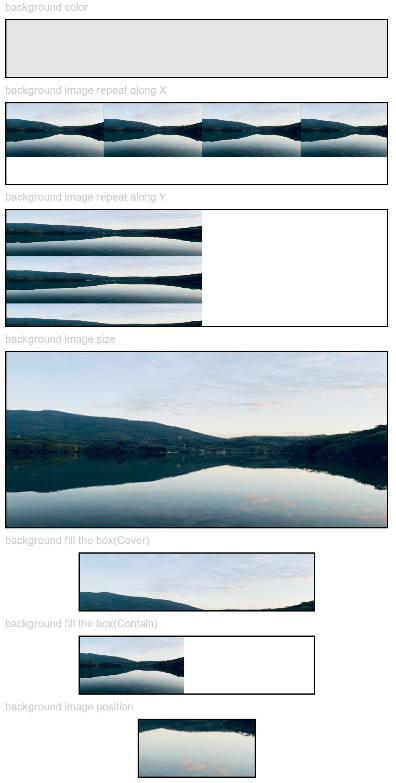 background color
background image repeat along X
background image repeat along Y
background image size
background fill the box(Cover)
background fill the box(Contain)
background image position